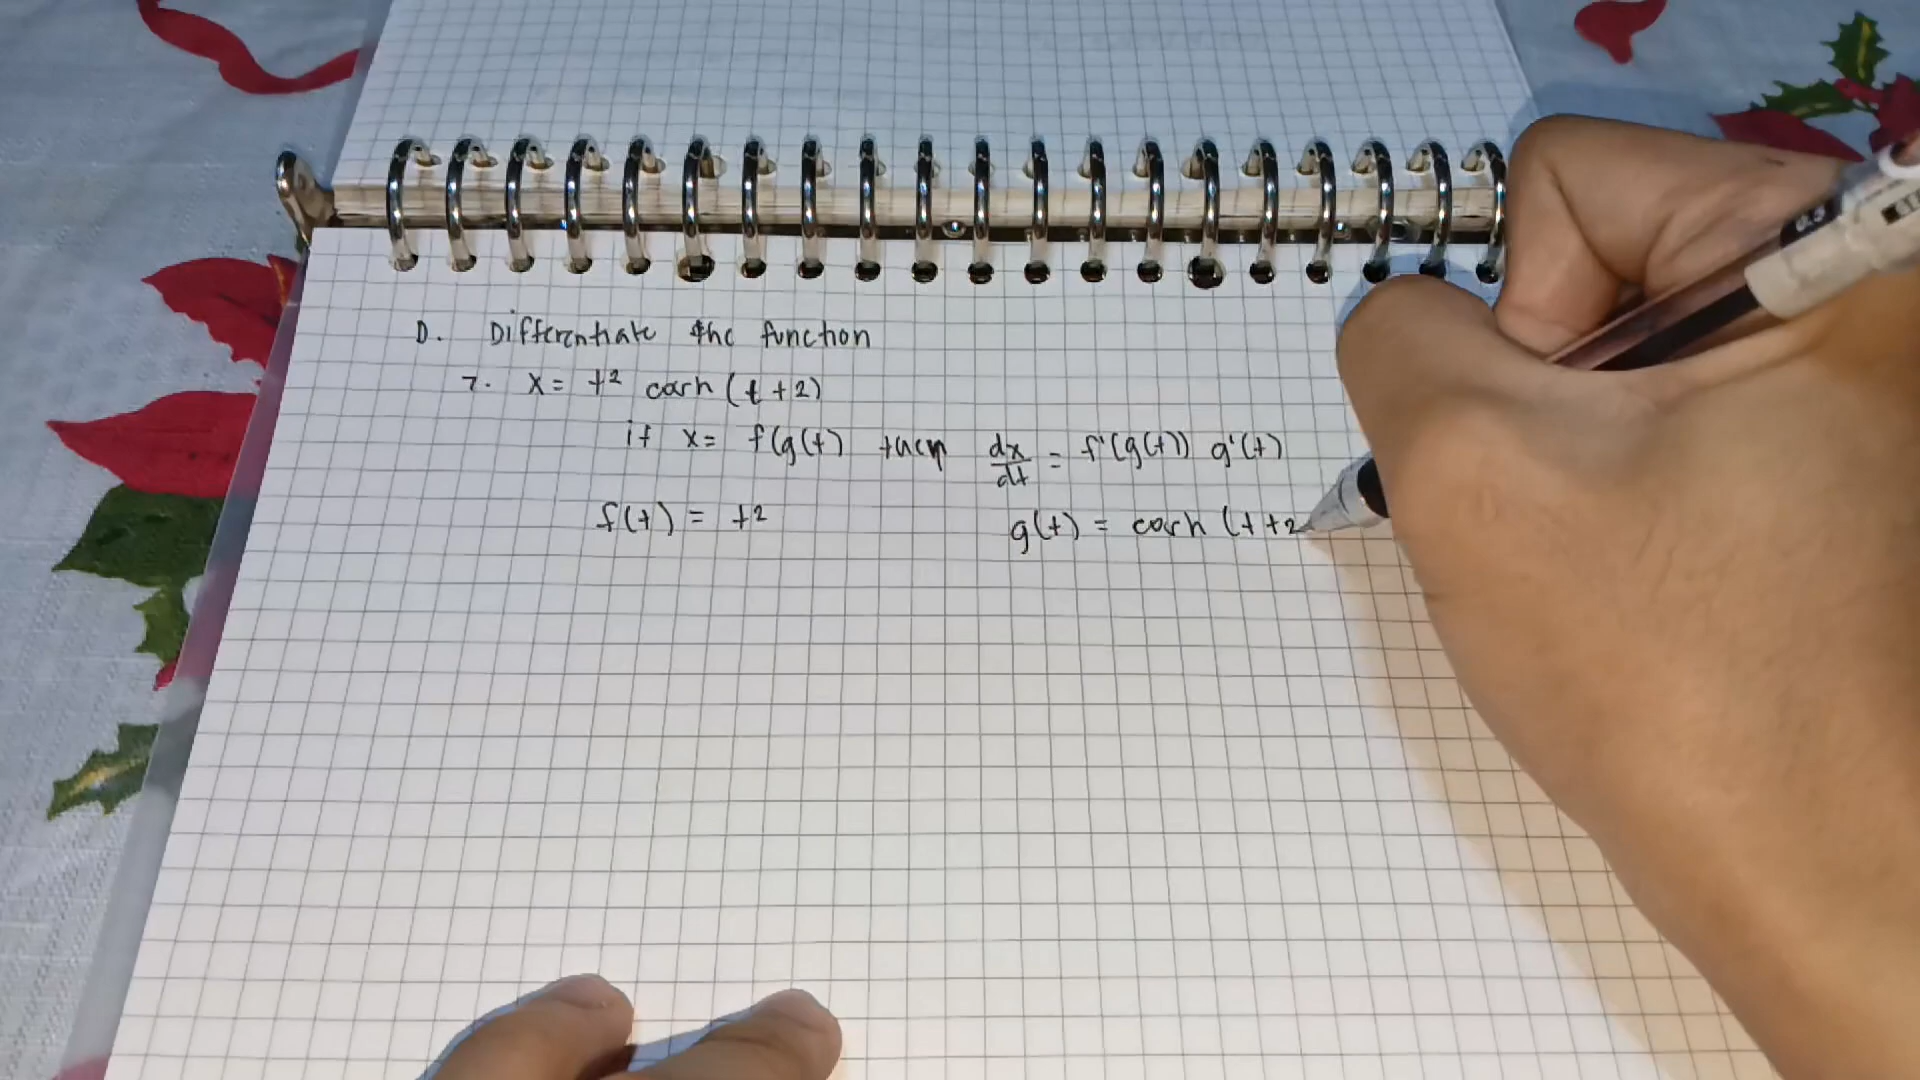 D. Differentiate the function
7. x = t² cosh (t + 2)
if x = f(g(t) then dx/dt = f'(g(t)) g'(t)
f(t) = t² g(t) = cosh (t + 2